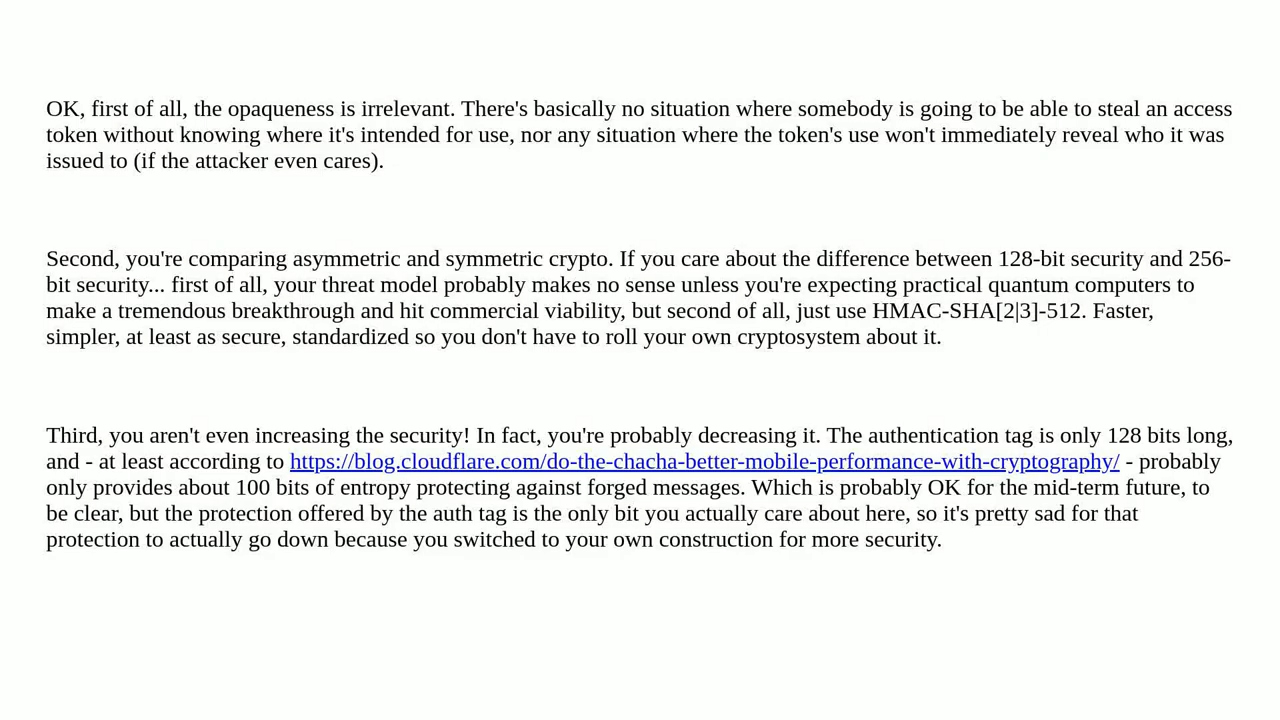 OK, first of all, the opaqueness is irrelevant. There's basically no situation where somebody is going to be able to steal an access
token without knowing where it's intended for use, nor any situation where the token's use won't immediately reveal who it was
issued to (if the attacker even cares).
Second, you're comparing asymmetric and symmetric crypto. If you care about the difference between 128-bit security and 256-
bit security... first of all, your threat model probably makes no sense unless you're expecting practical quantum computers to
make a tremendous breakthrough and hit commercial viability, but second of all, just use HMAC-SHA[2|3]-512. Faster,
simpler, at least as secure, standardized so you don't have to roll your own cryptosystem about it.
Third, you aren't even increasing the security! In fact, you're probably decreasing it. The authentication tag is only 128 bits long,
and - at least according to https://blog.cloudflare.com/do-the-chacha-better-mobile-performance-with-cryptography/ - probably
only provides about 100 bits of entropy protecting against forged messages. Which is probably OK for the mid-term future, to
be clear, but the protection offered by the auth tag is the only bit you actually care about here, so it's pretty sad for that
protection to actually go down because you switched to your own construction for more security.